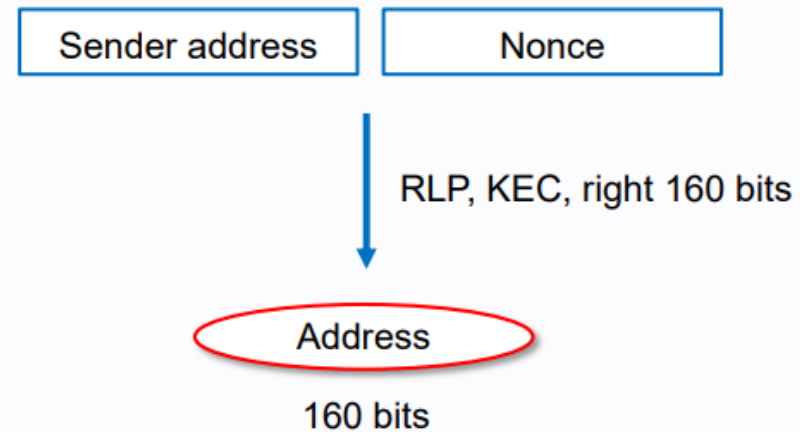 Sender address
Nonce
RLP, KEC, right 160 bits
Address
160 bits